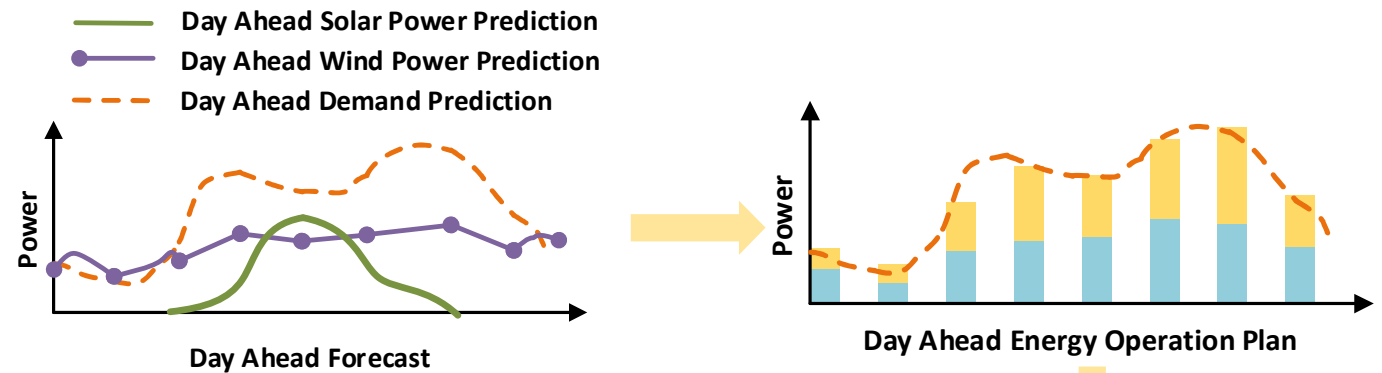 Day Ahead Solar Power Prediction
Day Ahead Wind Power Prediction
Day Ahead Demand Prediction
Power
Day Ahead Forecast
Power
Day Ahead Energy Operation Plan